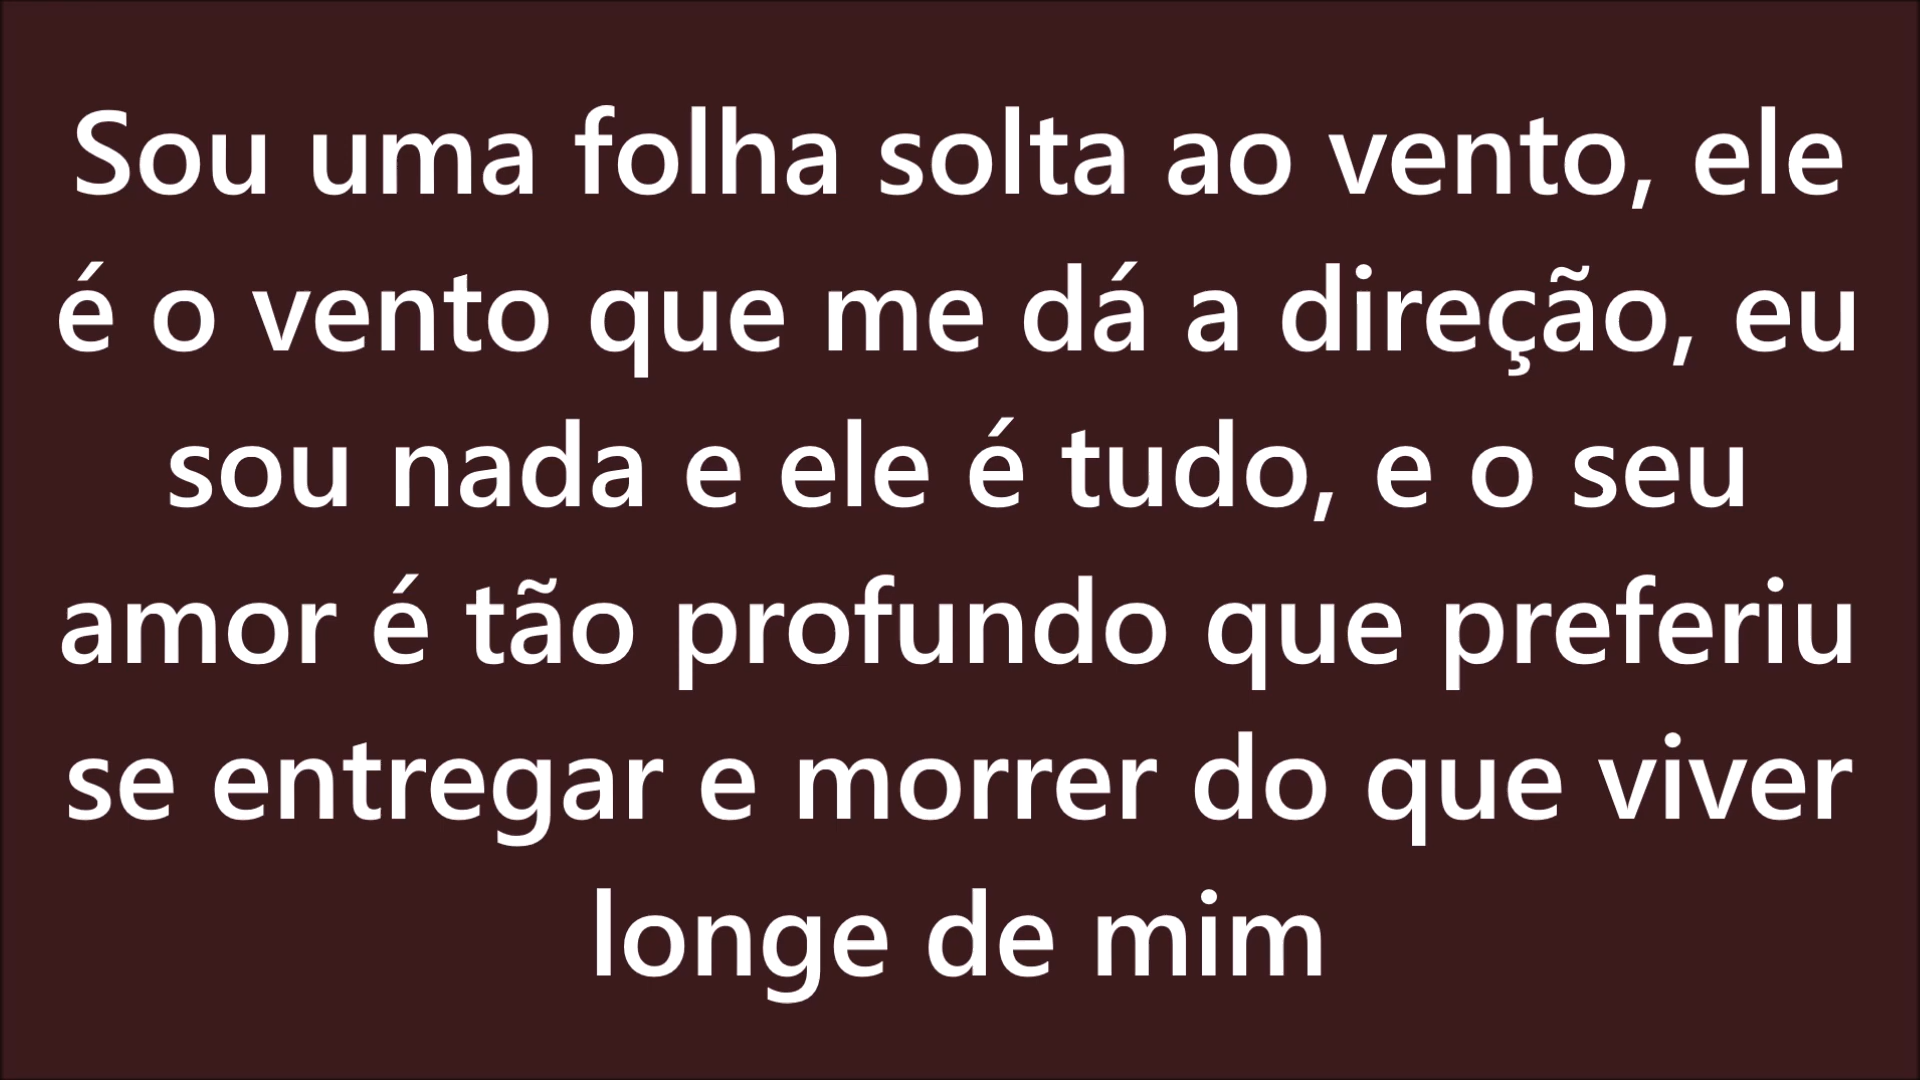 Sou uma folha solta ao vento, ele
é o vento que me dá a direção, eu
sou nada e ele é tudo, e o seu
amor é tão profundo que preferiu
se entregar e morrer do que viver
longe de mim